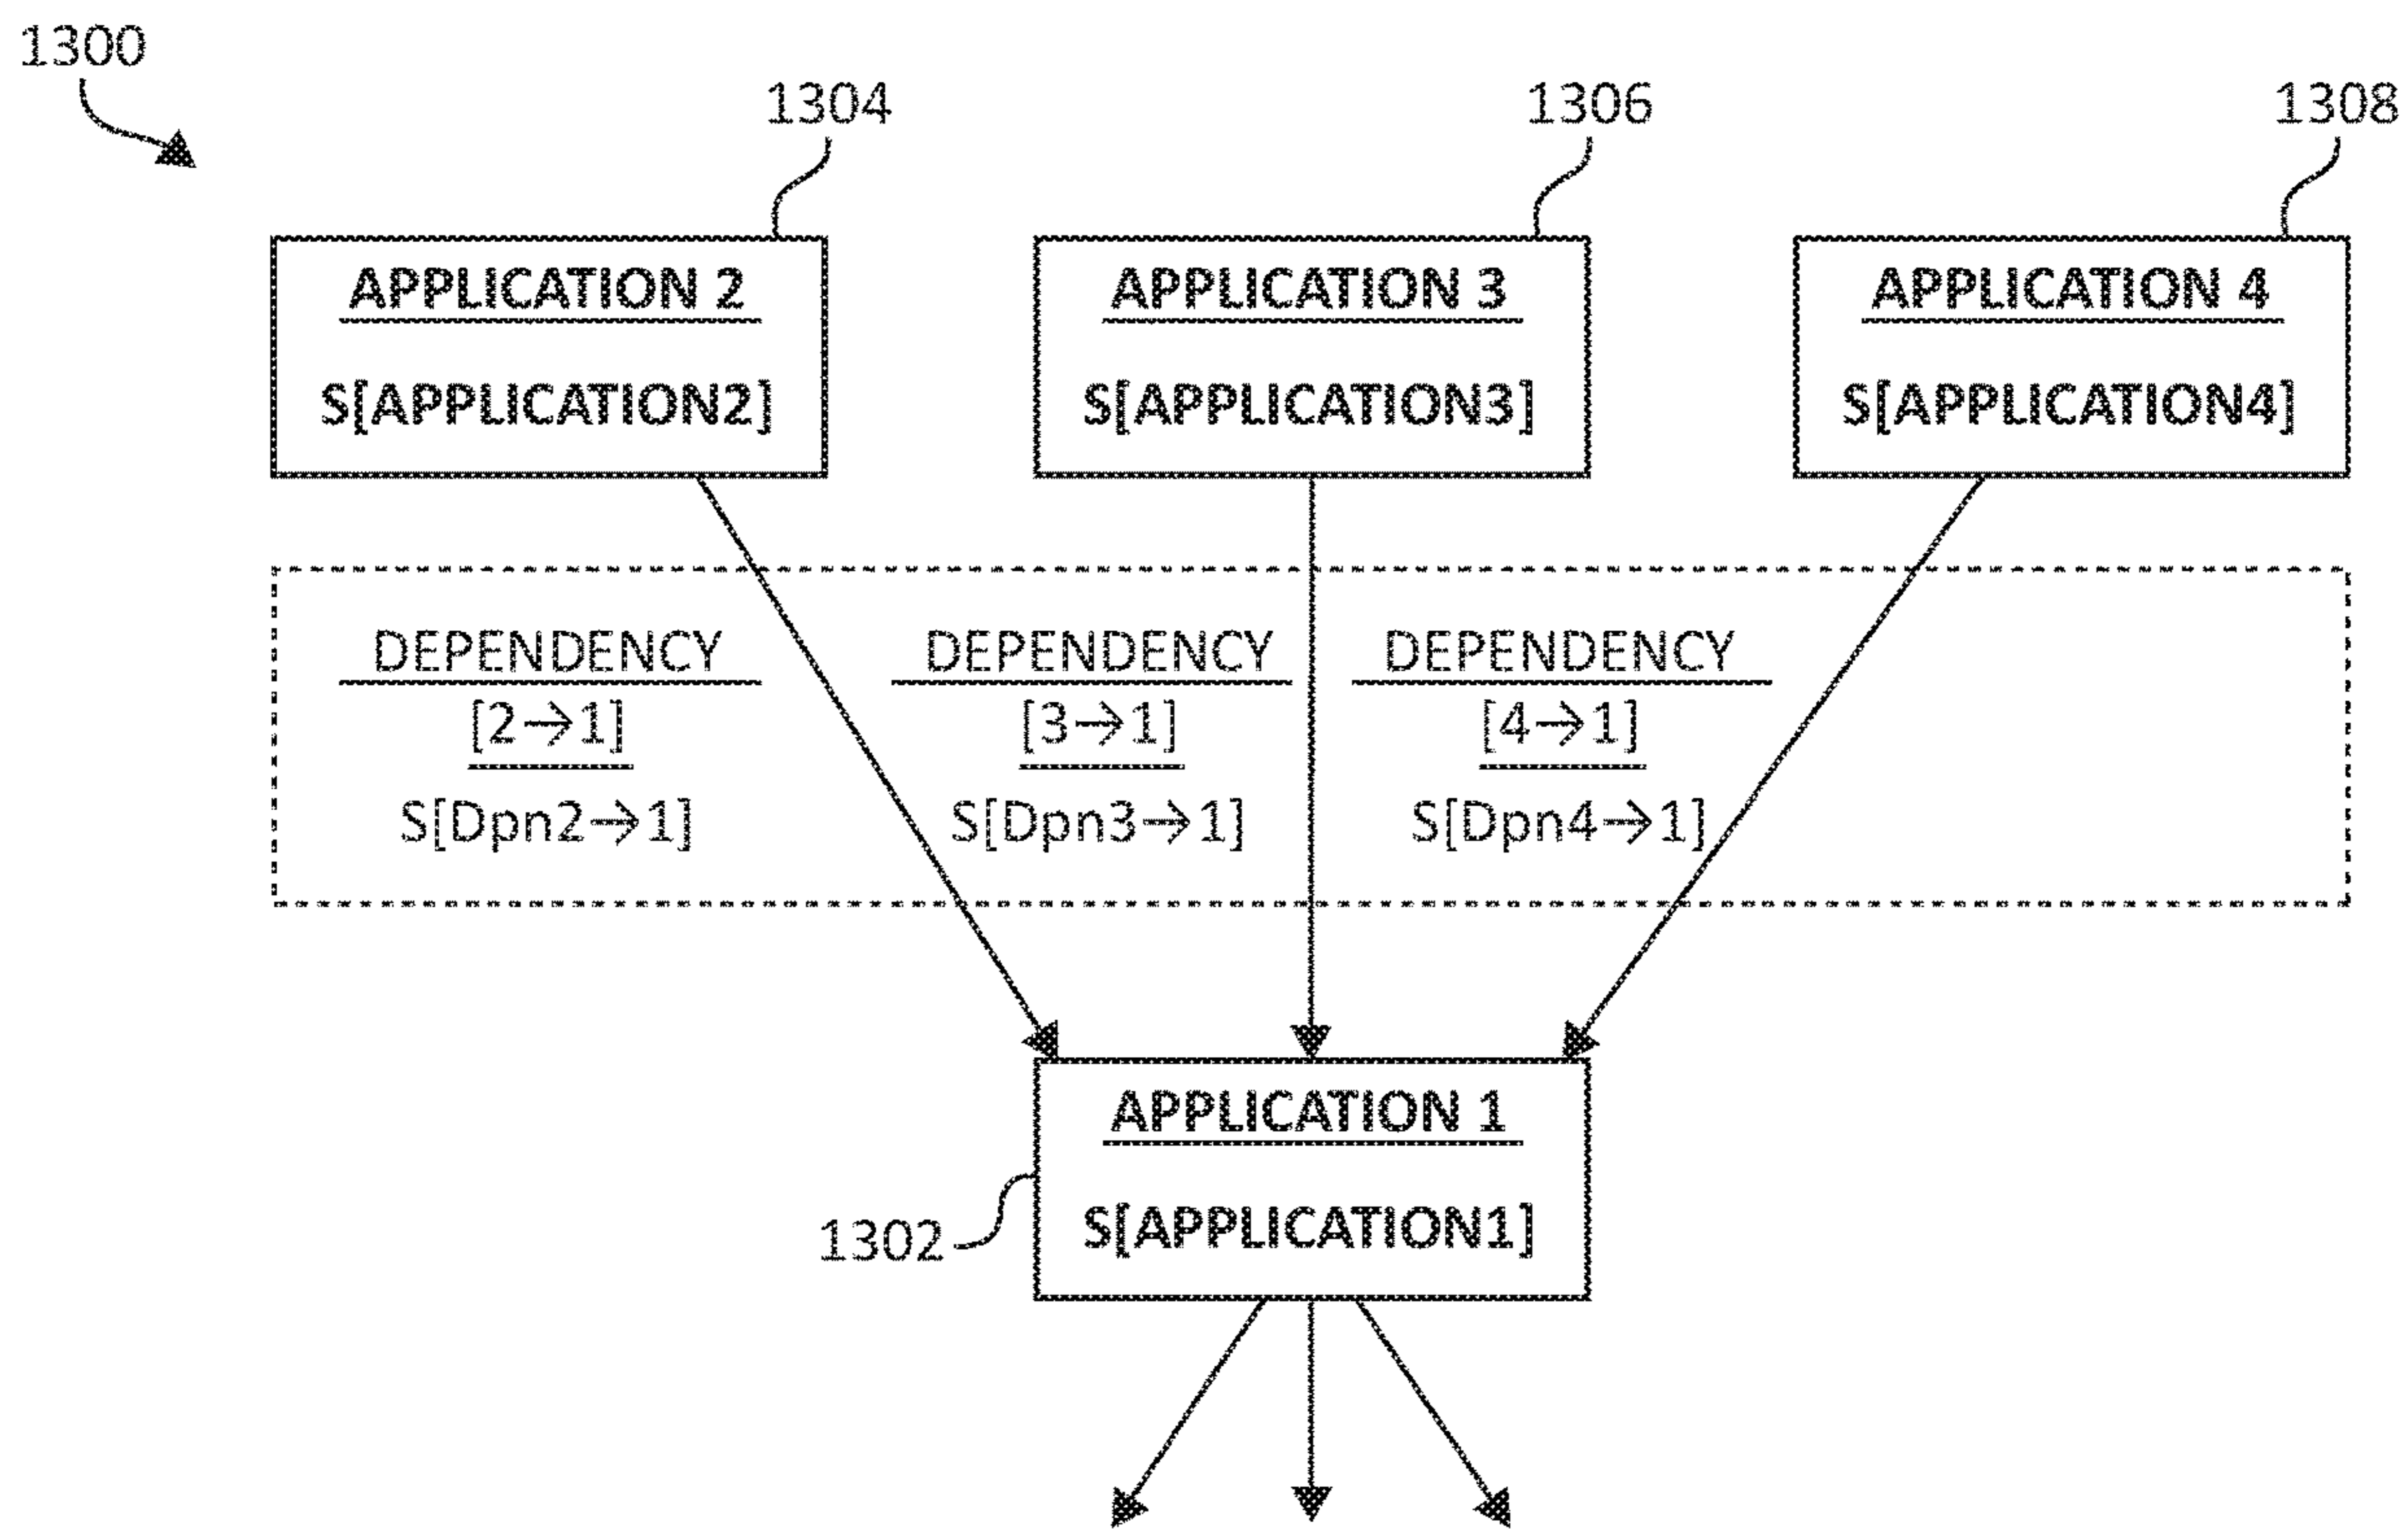 1300
1304
1306
1308
APPLICATION 2
S[APPLICATION2]
APPLICATION 3
S[APPLICATION3]
APPLICATION 4
S[APPLICATION4]
DEPENDENCY
[2→1]
S[Dpn2→1]
DEPENDENCY
[3→1]
S[Dpn3→1]
DEPENDENCY
[4→1]
S[Dpn4→1]
APPLICATION 1
S[APPLICATION1]
1302